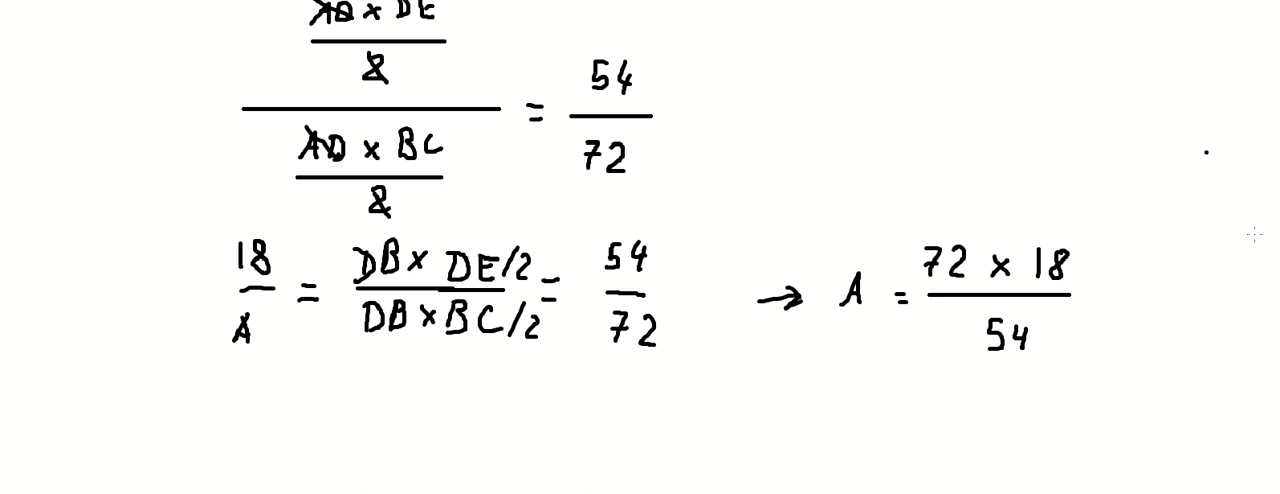 AD x DE
2
= 54
72
AD x BC
2
18 / A = DB x DE/2 / DB x BC/2 = 54 / 72 → A = 72 x 18 / 54